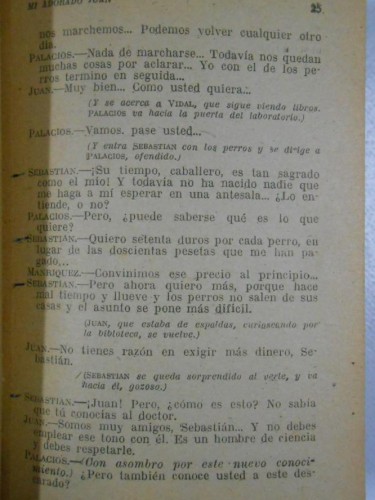 MI ADORADO JUAN 25
nos marchemos... Podemos volver cualquier otro
día.
PALACIOS.—Nada de marcharse... Todavía nos quedan
muchas cosas por aclarar... Yo con el de los pe-
rros termino en seguida...
JUAN.—Muy bien... Como usted quiera...
(Y se acerca a VIDAL, que sigue viendo libros.
PALACIOS va hacia la puerta del laboratorio.)
PALACIOS.—Vamos, pase usted...
(Y entra SEBASTIÁN con los perros y se dirige a
PALACIOS, ofendido.)
SEBASTIÁN.—¡Su tiempo, caballero, es tan sagrado
como el mío! Y todavía no ha nacido nadie que
me haga a mí esperar en una antesala... ¿Lo en-
tiende, o no?
PALACIOS.—Pero, ¿puede saberse qué es lo que
quiere?
SEBASTIÁN.—Quiero setenta duros por cada perro, en
lugar de las doscientas pesetas que me han pa-
gado...
MANRÍQUEZ.—Convinimos ese precio al principio...
SEBASTIÁN.—Pero ahora quiero más, porque hace
mal tiempo y llueve y los perros no salen de sus
casas y el asunto se pone más difícil.
(JUAN, que estaba de espaldas, curioseando por
la biblioteca, se vuelve.)
JUAN.—No tienes razón en exigir más dinero, Se-
bastián.
(SEBASTIÁN se queda sorprendido al verle, y va
hacia él, gozoso.)
SEBASTIÁN.—¡Juan! Pero, ¿cómo es esto? No sabía
que tú conocías al doctor.
JUAN.—Somos muy amigos, Sebastián... Y no debes
emplear ese tono con él. Es un hombre de ciencia
y debes respetarle.
PALACIOS.—(Con asombro por este nuevo conoci-
miento.) ¿Pero también conoce usted a este des-
carado?